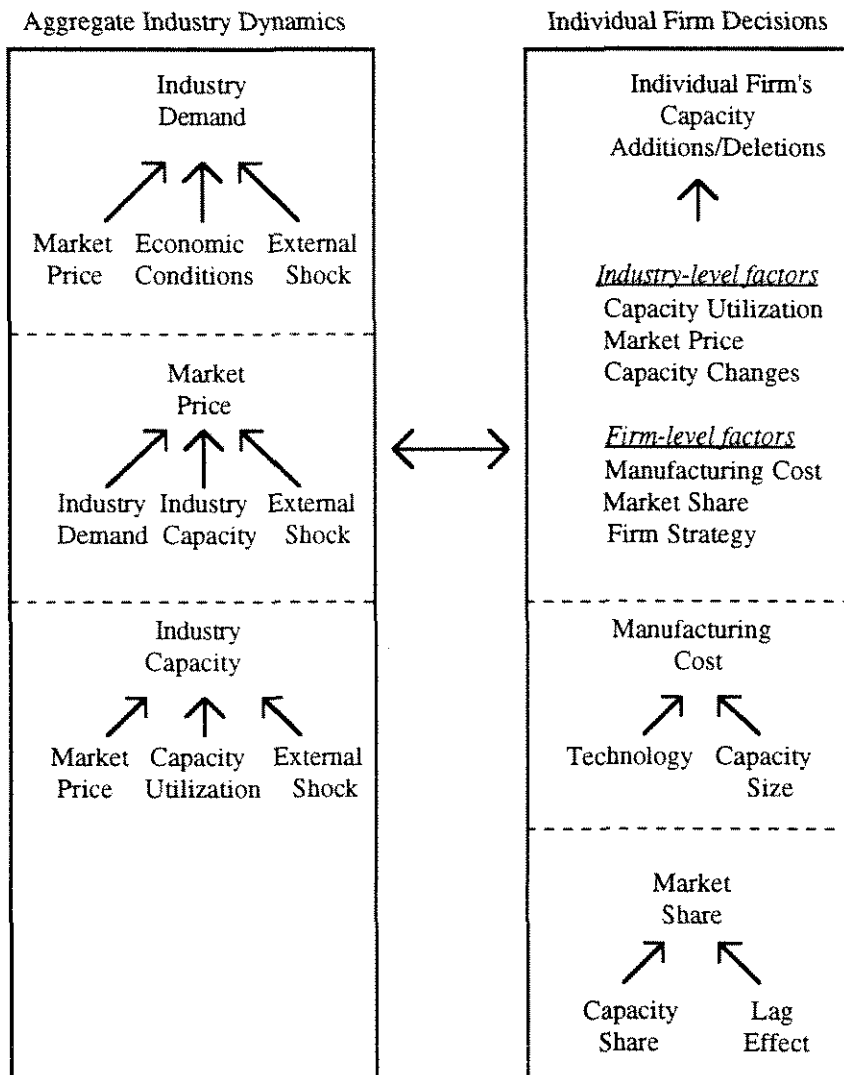 Aggregate Industry Dynamics
Industry
Demand
Market Economic External
Price Conditions Shock
Market
Price
Industry Industry External
Demand Capacity Shock
Industry
Capacity
Market Capacity External
Price Utilization Shock
Individual Firm Decisions
Individual Firm's
Capacity
Additions/Deletions
Industry-level factors
Capacity Utilization
Market Price
Capacity Changes
Firm-level factors
Manufacturing Cost
Market Share
Firm Strategy
Manufacturing
Cost
Technology Capacity
Size
Market
Share
Capacity Lag
Share Effect